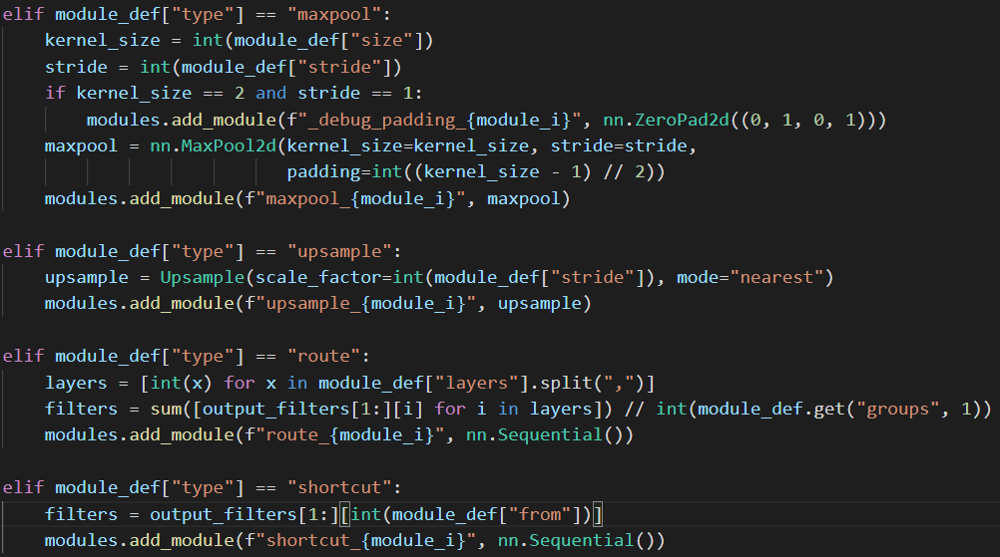 elif module_def["type"] == "maxpool":
    kernel_size = int(module_def["size"])
    stride = int(module_def["stride"])
    if kernel_size == 2 and stride == 1:
        modules.add_module(f"_debug_padding_{module_i}", nn.ZeroPad2d((0, 1, 0, 1)))
    maxpool = nn.MaxPool2d(kernel_size=kernel_size, stride=stride,
                           padding=int((kernel_size - 1) // 2))
    modules.add_module(f"maxpool_{module_i}", maxpool)

elif module_def["type"] == "upsample":
    upsample = Upsample(scale_factor=int(module_def["stride"]), mode="nearest")
    modules.add_module(f"upsample_{module_i}", upsample)

elif module_def["type"] == "route":
    layers = [int(x) for x in module_def["layers"].split(",")]
    filters = sum([output_filters[1:][i] for i in layers]) // int(module_def.get("groups", 1))
    modules.add_module(f"route_{module_i}", nn.Sequential())

elif module_def["type"] == "shortcut":
    filters = output_filters[1:][int(module_def["from"])]
    modules.add_module(f"shortcut_{module_i}", nn.Sequential())